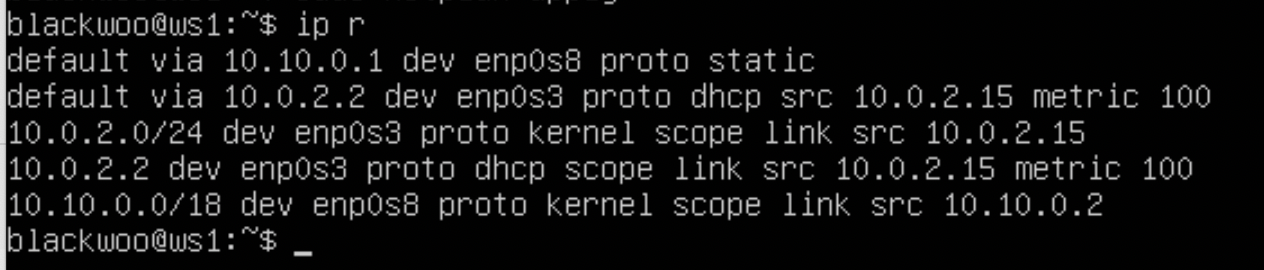 blackwoo@ws1:~$ ip r
default via 10.10.0.1 dev enp0s8 proto static
default via 10.0.2.2 dev enp0s3 proto dhcp src 10.0.2.15 metric 100
10.0.2.0/24 dev enp0s3 proto kernel scope link src 10.0.2.15
10.0.2.2 dev enp0s3 proto dhcp scope link src 10.0.2.15 metric 100
10.10.0.0/18 dev enp0s8 proto kernel scope link src 10.10.0.2
blackwoo@ws1:~$ _